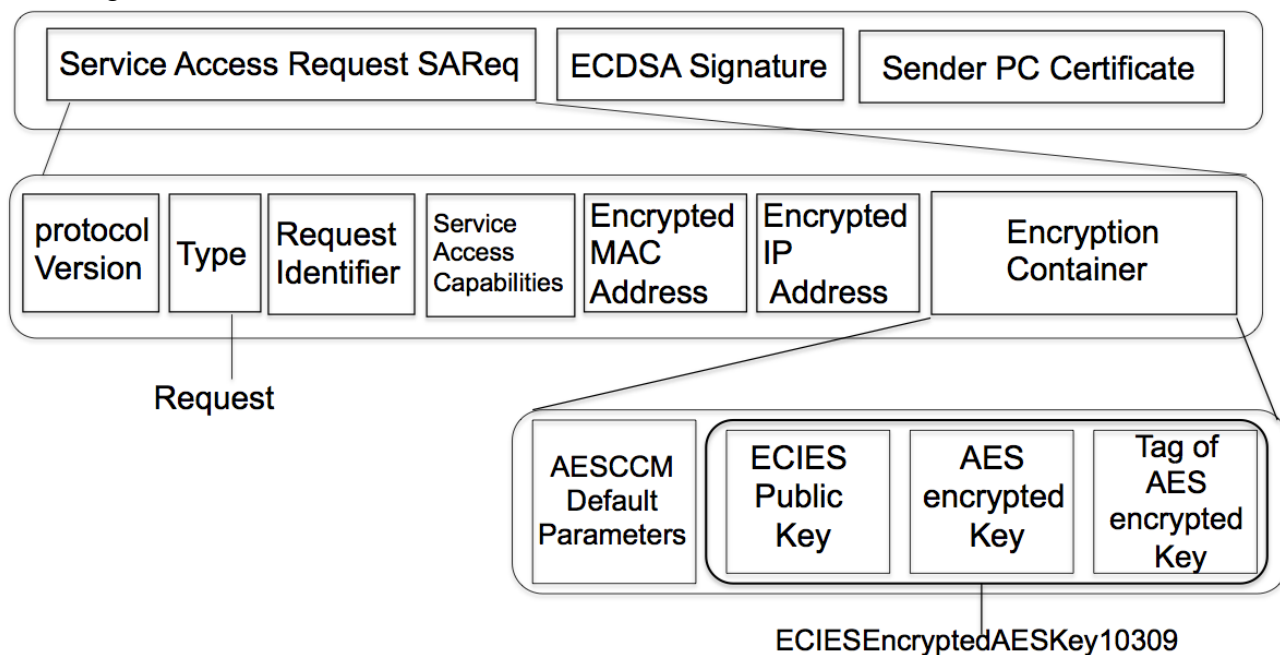 Service Access Request SAReq
ECDSA Signature
Sender PC Certificate
protocol
Version
Type
Request
Identifier
Service
Access
Capabilities
Encrypted
MAC
Address
Encrypted
IP
Address
Encryption
Container
Request
AESCCM
Default
Parameters
ECIES
Public
Key
AES
encrypted
Key
Tag of
AES
encrypted
Key
ECIESEncryptedAESKey10309